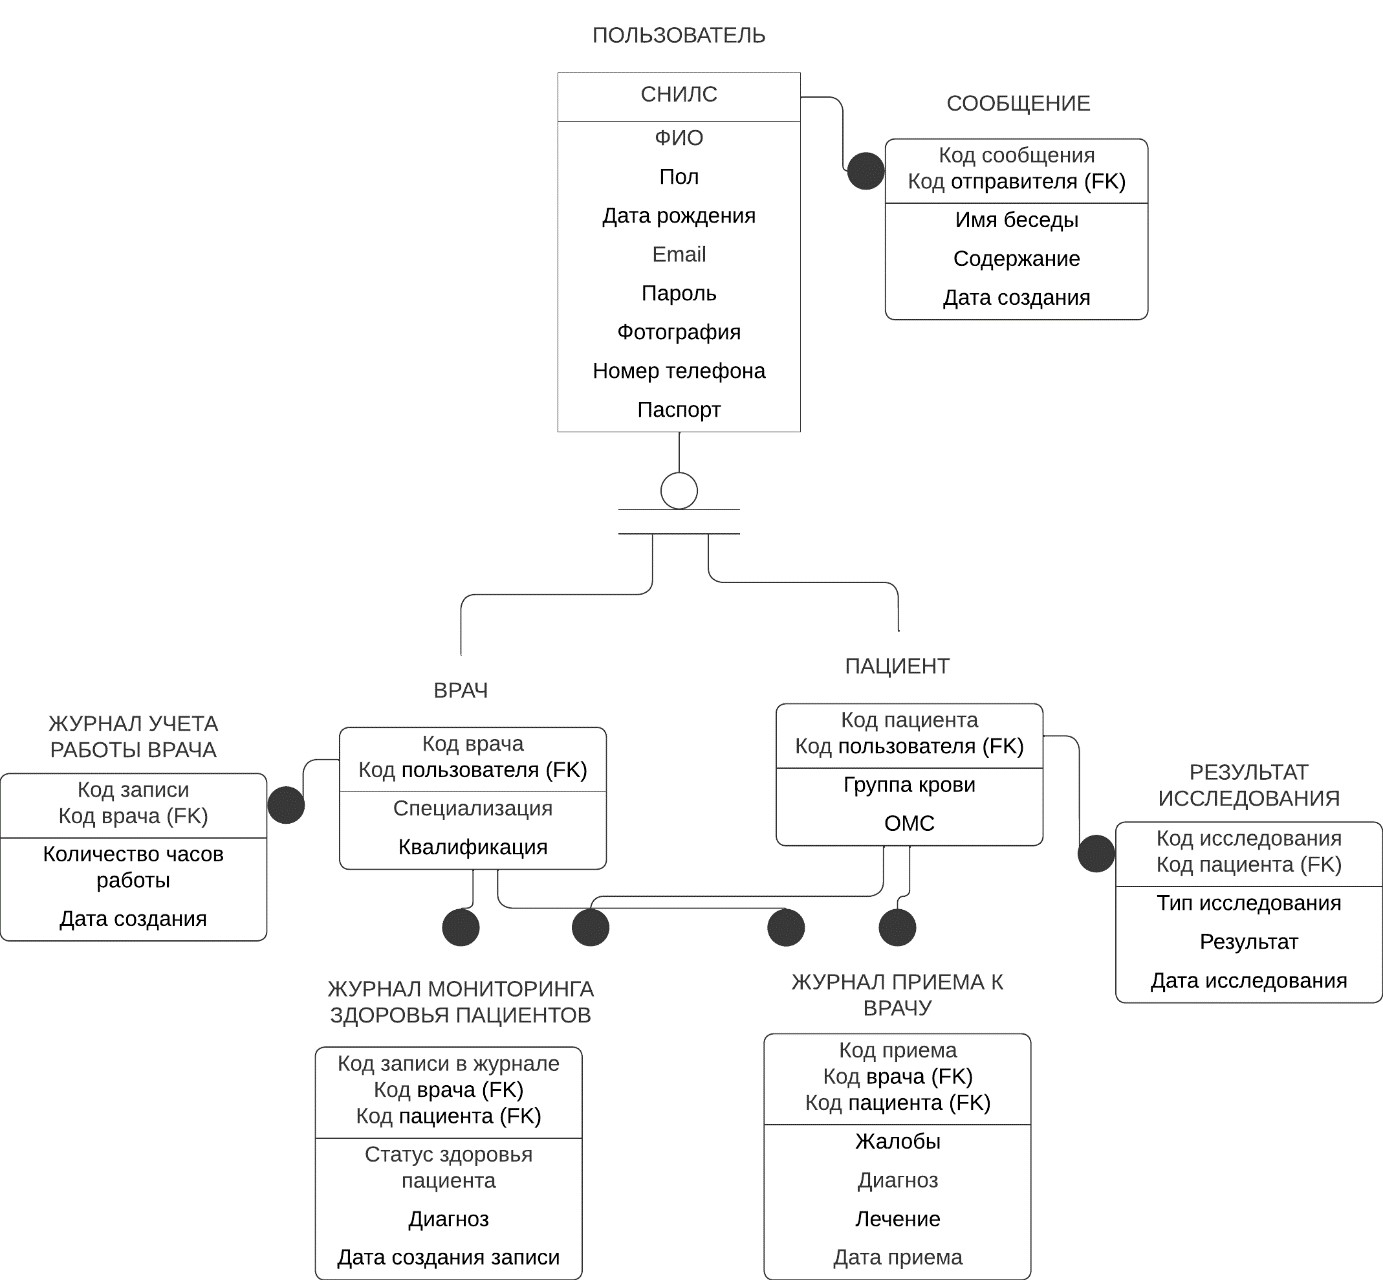 ПОЛЬЗОВАТЕЛЬ
СНИЛС
ФИО
Пол
Дата рождения
Email
Пароль
Фотография
Номер телефона
Паспорт
СООБЩЕНИЕ
Код сообщения
Код отправителя (FK)
Имя беседы
Содержание
Дата создания
ВРАЧ
Код врача
Код пользователя (FK)
Специализация
Квалификация
ПАЦИЕНТ
Код пациента
Код пользователя (FK)
Группа крови
ОМС
ЖУРНАЛ УЧЕТА
РАБОТЫ ВРАЧА
Код записи
Код врача (FK)
Количество часов
работы
Дата создания
РЕЗУЛЬТАТ
ИССЛЕДОВАНИЯ
Код исследования
Код пациента (FK)
Тип исследования
Результат
Дата исследования
ЖУРНАЛ МОНИТОРИНГА
ЗДОРОВЬЯ ПАЦИЕНТОВ
Код записи в журнале
Код врача (FK)
Код пациента (FK)
Статус здоровья
пациента
Диагноз
Дата создания записи
ЖУРНАЛ ПРИЕМА К
ВРАЧУ
Код приема
Код врача (FK)
Код пациента (FK)
Жалобы
Диагноз
Лечение
Дата приема